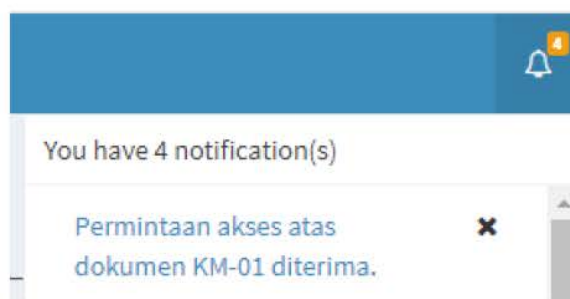 4
You have 4 notification(s)
Permintaan akses atas
dokumen KM-01 diterima.